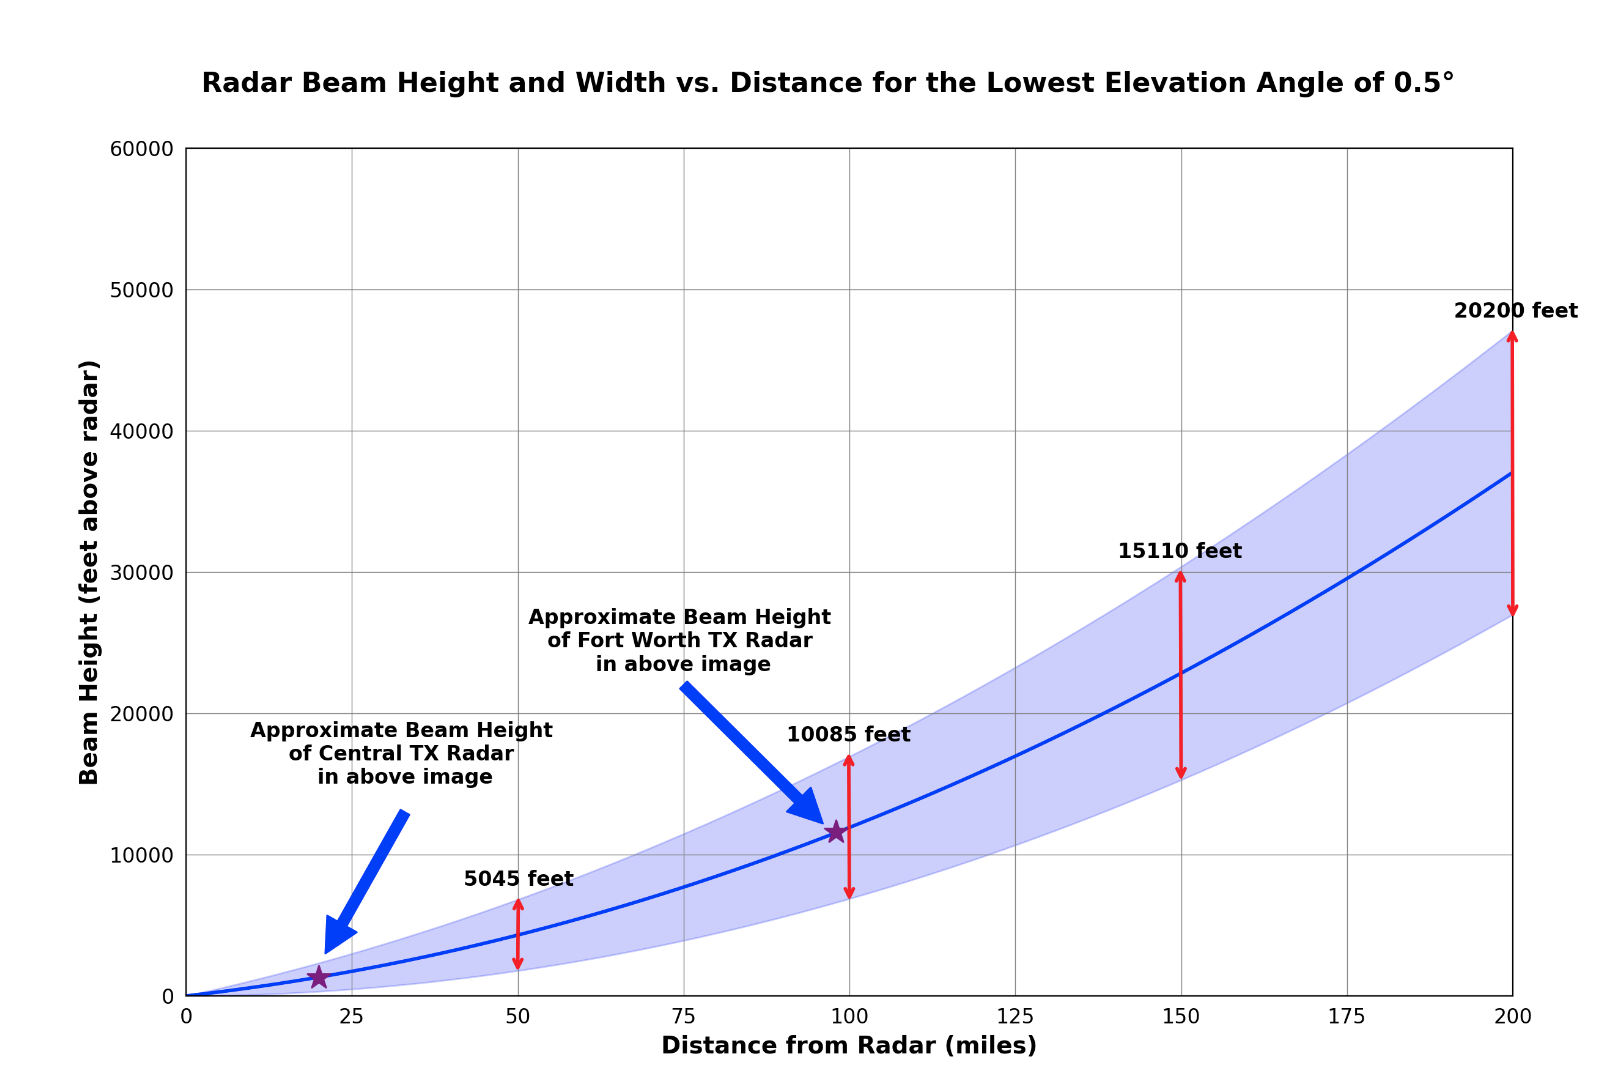 Radar Beam Height and Width vs. Distance for the Lowest Elevation Angle of 0.5°
Beam Height (feet above radar)
60000
50000
40000
30000
20000
10000
0
20200 feet
15110 feet
Approximate Beam Height
of Fort Worth TX Radar
in above image
10085 feet
Approximate Beam Height
of Central TX Radar
in above image
5045 feet
0
25
50
75
100
125
150
175
200
Distance from Radar (miles)